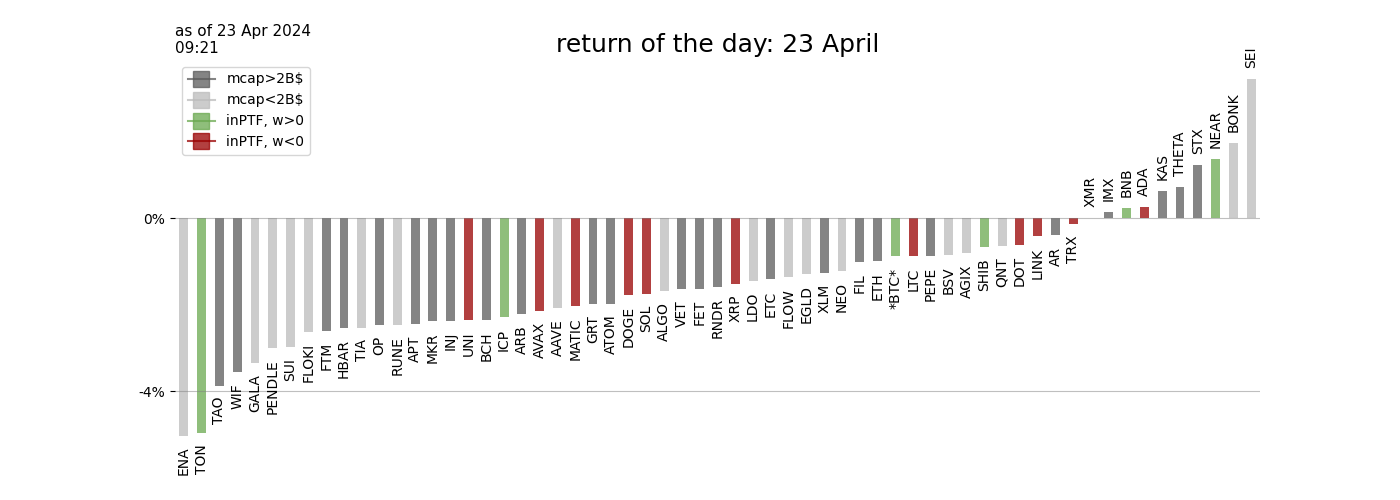 as of 23 Apr 2024
09:21
return of the day: 23 April
mcap>2B$
mcap<2B$
inPTF, w>0
inPTF, w<0
0%
-4%
ENA
TON
TAO
WIF
GALA
PENDLE
SUI
FLOKI
FTM
HBAR
TIA
OP
RUNE
APT
MKR
INJ
UNI
BCH
ICP
ARB
AVAX
AAVE
MATIC
GRT
ATOM
DOGE
SOL
ALGO
VET
FET
RNDR
XRP
LDO
ETC
FLOW
EGLD
XLM
NEO
FIL
ETH
*BTC*
LTC
PEPE
BSV
AGIX
SHIB
QNT
DOT
LINK
AR
TRX
XMR
IMX
BNB
ADA
KAS
THETA
STX
NEAR
BONK
SEI